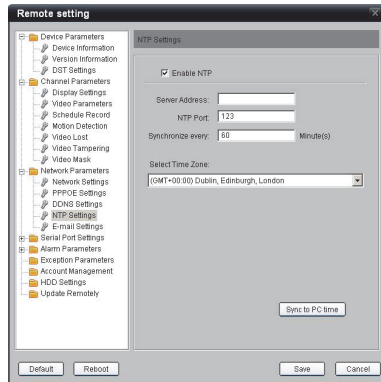 Remote setting
Device Parameters
Device Information
Version Information
DST Settings
Channel Parameters
Display Settings
Video Parameters
Schedule Record
Motion Detection
Video Lost
Video Tampering
Video Mask
Network Parameters
Network Settings
PPPOE Settings
DDNS Settings
NTP Settings
E-mail Settings
Serial Port Settings
Alarm Parameters
Exception Parameters
Account Management
HDD Settings
Update Remotely
NTP Settings
Enable NTP
Server Address:
NTP Port: 123
Synchronize every: 60 Minute(s)
Select Time Zone:
(GMT+00:00) Dublin, Edinburgh, London
Sync to PC time
Default Reboot Save Cancel